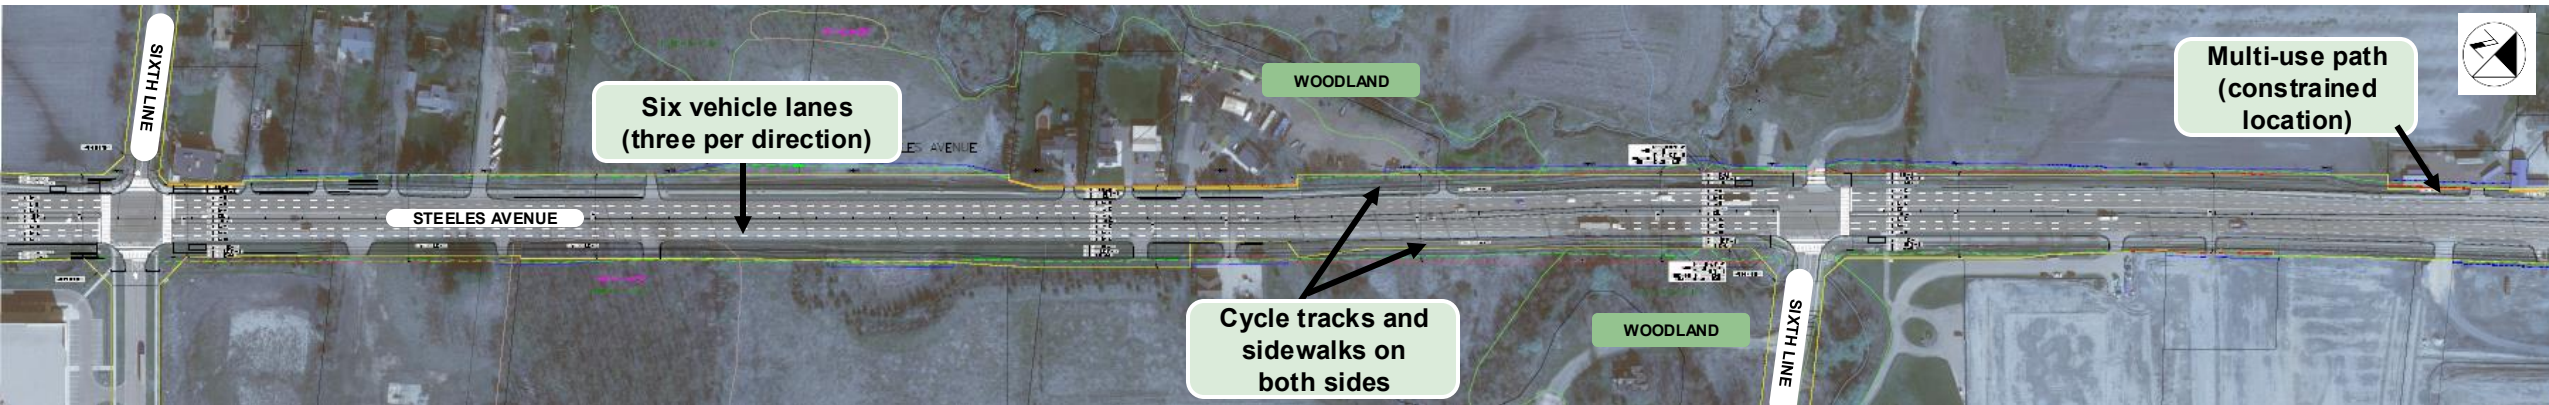 SIXTH LINE
Six vehicle lanes
(three per direction)
WOODLAND
Multi-use path
(constrained
location)
AVENUE
STEELES AVENUE
Cycle tracks and
sidewalks on
both sides
WOODLAND
SIXTH LINE